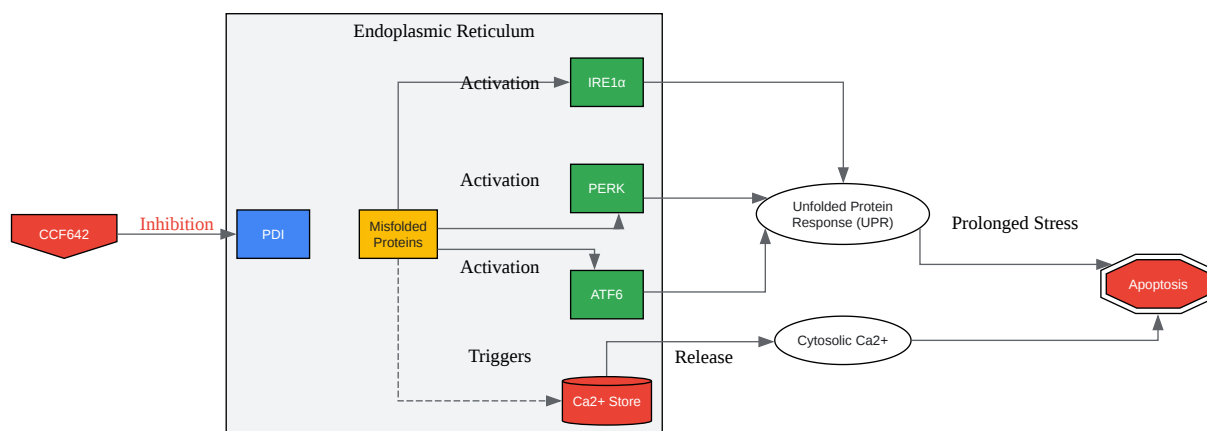 Endoplasmic Reticulum
Activation
IRE1α
Activation
PERK
CCF642
Inhibition
PDI
Misfolded
Proteins
Unfolded Protein
Response (UPR)
Prolonged Stress
Activation
ATF6
Apoptosis
Triggers
Release
Cytosolic Ca2+
Ca2+ Store